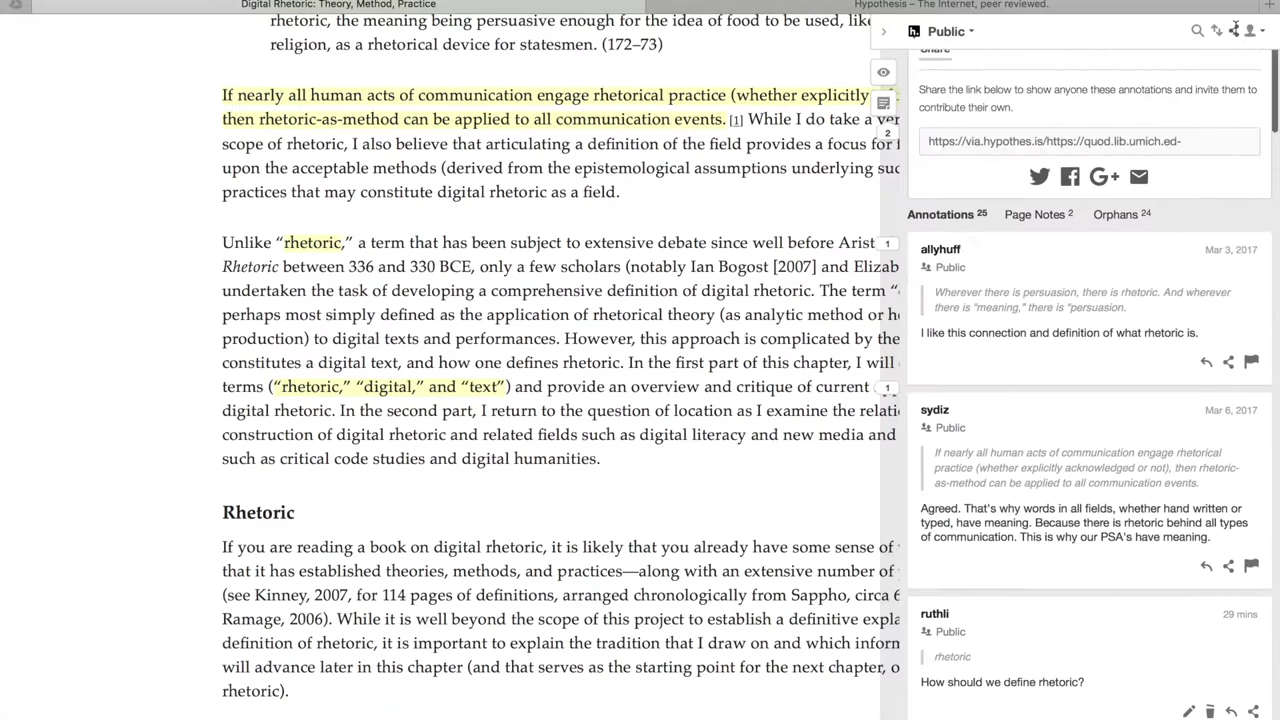 Digital Rhetoric: Theory, Method, Practice
Hypothesis – The Internet, peer reviewed.
rhetoric, the meaning being persuasive enough for the idea of food to be used, like
religion, as a rhetorical device for statesmen. (172–73)
If nearly all human acts of communication engage rhetorical practice (whether explicitly
then rhetoric-as-method can be applied to all communication events. [1] While I do take a
scope of rhetoric, I also believe that articulating a definition of the field provides a focus for
upon the acceptable methods (derived from the epistemological assumptions underlying
practices that may constitute digital rhetoric as a field.
Unlike “rhetoric,” a term that has been subject to extensive debate since well before
Rhetoric between 336 and 330 BCE, only a few scholars (notably Ian Bogost [2007] and
undertaken the task of developing a comprehensive definition of digital rhetoric. The term
perhaps most simply defined as the application of rhetorical theory (as analytic method or
production) to digital texts and performances. However, this approach is complicated by the
constitutes a digital text, and how one defines rhetoric. In the first part of this chapter, I will
terms (“rhetoric,” “digital,” and “text”) and provide an overview and critique of current
digital rhetoric. In the second part, I return to the question of location as I examine the
construction of digital rhetoric and related fields such as digital literacy and new media and
such as critical code studies and digital humanities.
Rhetoric
If you are reading a book on digital rhetoric, it is likely that you already have some sense of
that it has established theories, methods, and practices—along with an extensive number of
(see Kinney, 2007, for 114 pages of definitions, arranged chronologically from Sappho, circa 6
Ramage, 2006). While it is well beyond the scope of this project to establish a definitive
definition of rhetoric, it is important to explain the tradition that I draw on and which
will advance later in this chapter (and that serves as the starting point for the next chapter,
rhetoric).
2
1
1
Public
Share
Share the link below to show anyone these annotations and invite them to
contribute their own.
https://via.hypothes.is/https://quod.lib.umich.ed-
Annotations 25 Page Notes 2 Orphans 24
allyhuff Mar 3, 2017
Public
Wherever there is persuasion, there is rhetoric. And wherever
there is “meaning,” there is “persuasion.
I like this connection and definition of what rhetoric is.
sydiz Mar 6, 2017
Public
If nearly all human acts of communication engage rhetorical
practice (whether explicitly acknowledged or not), then rhetoric-
as-method can be applied to all communication events.
Agreed. That's why words in all fields, whether hand written or
typed, have meaning. Because there is rhetoric behind all types
of communication. This is why our PSA's have meaning.
ruthli 29 mins
Public
rhetoric
How should we define rhetoric?